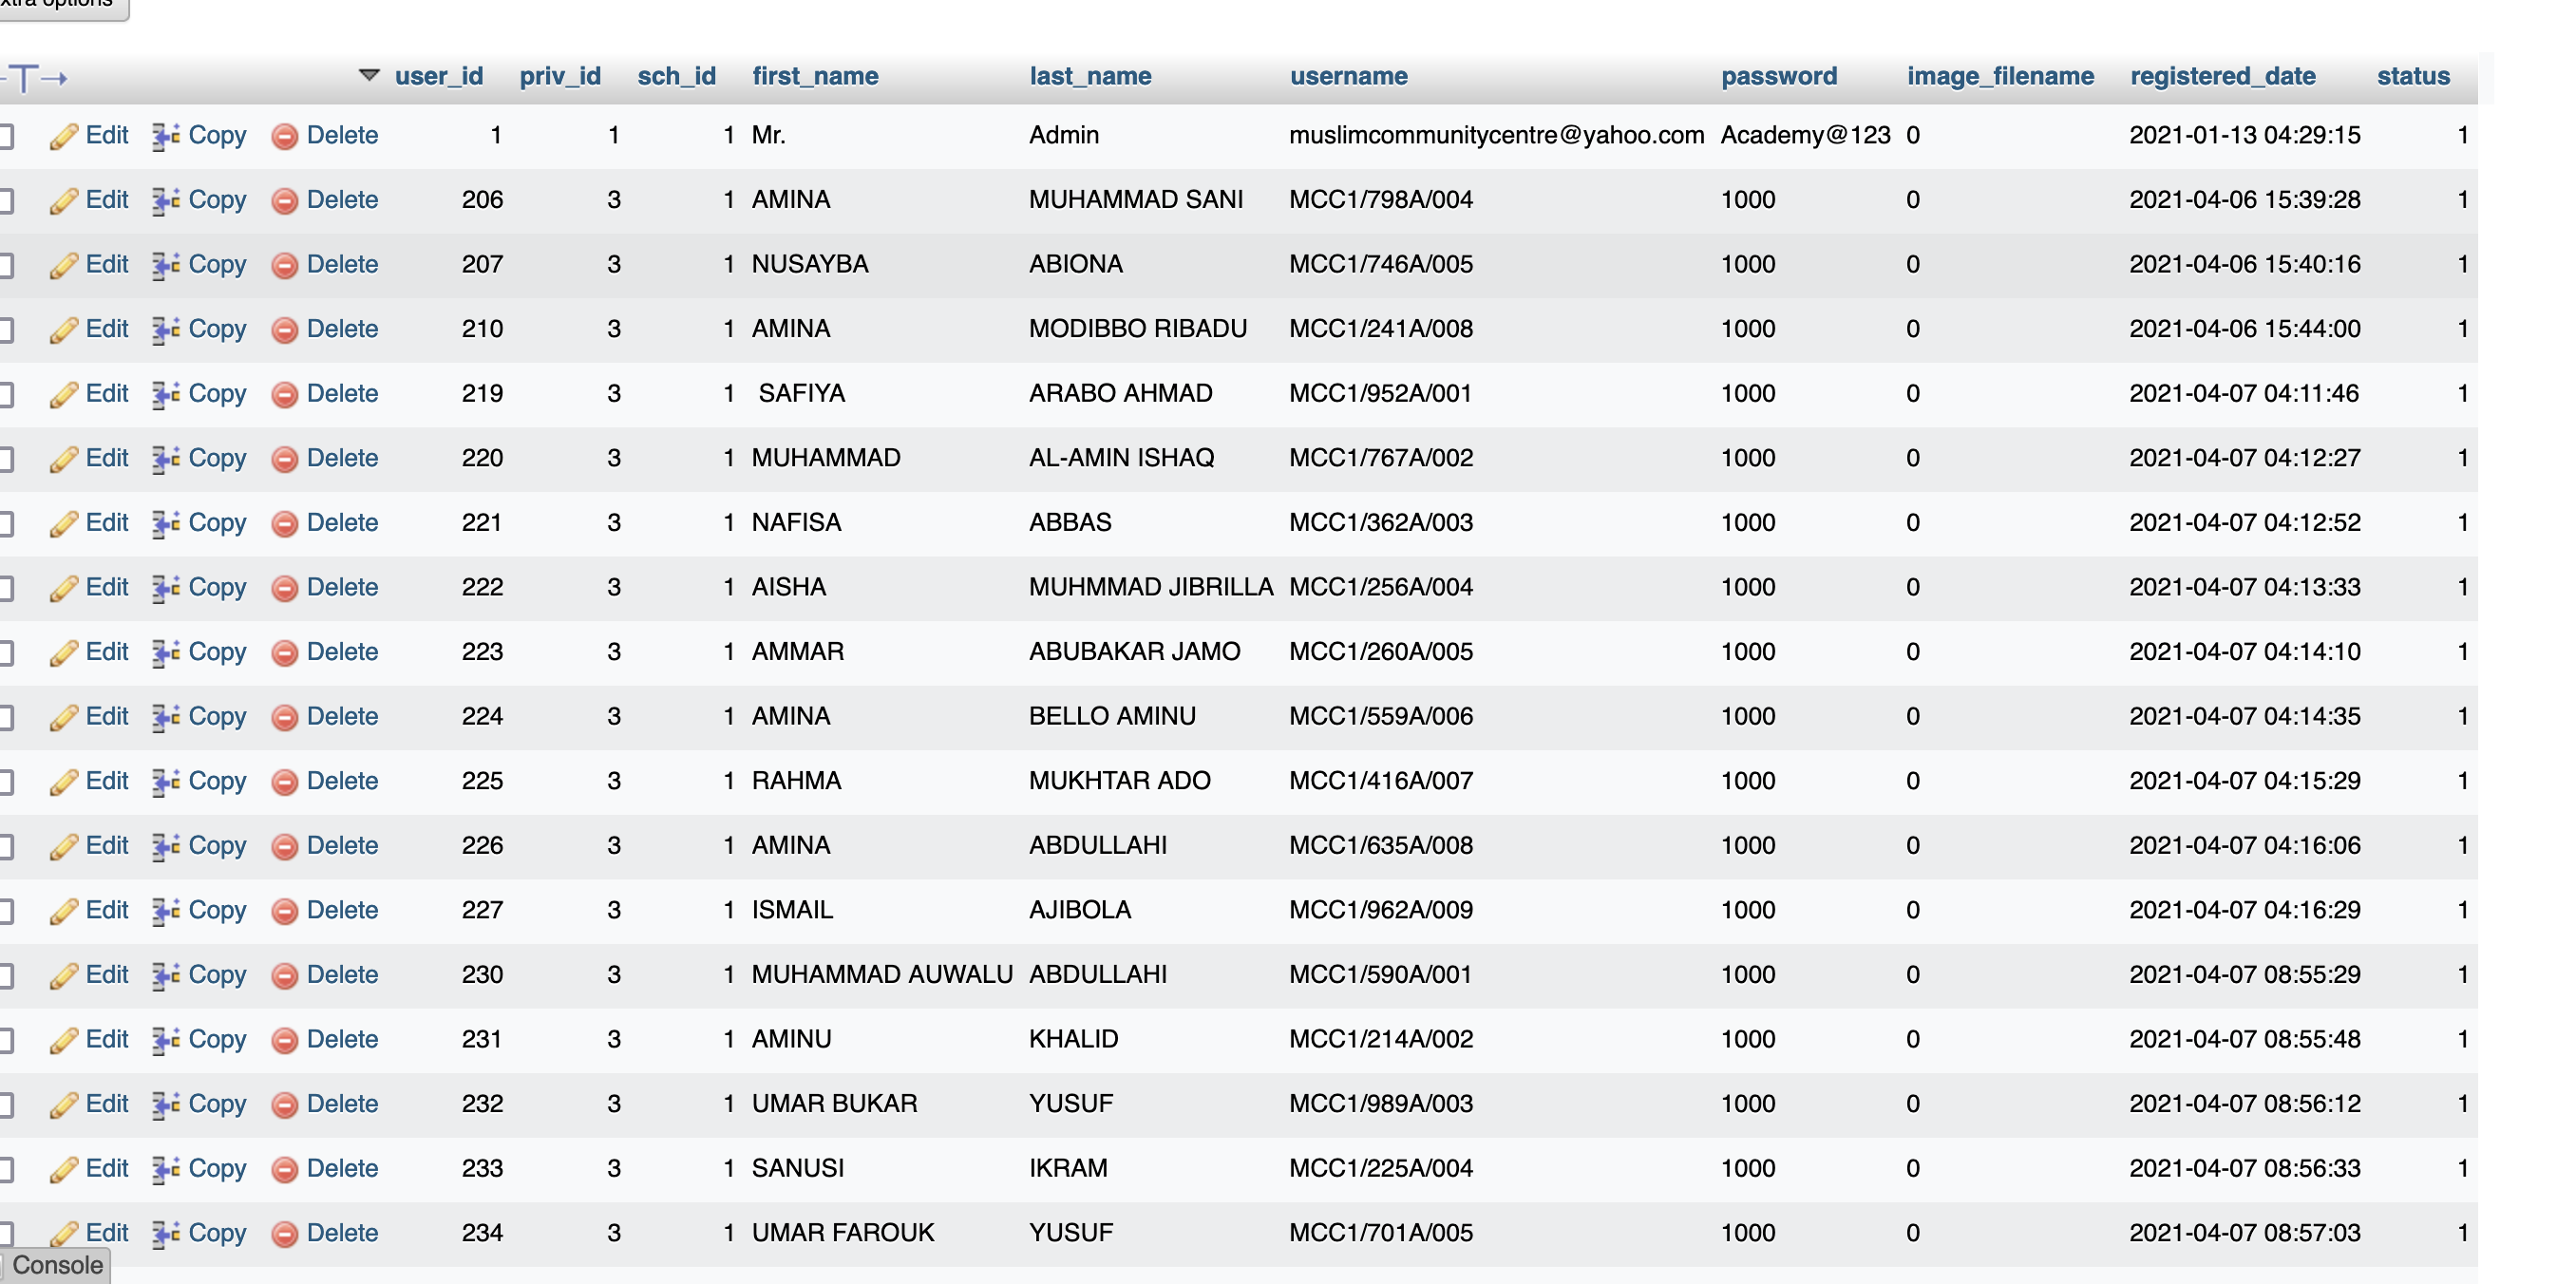 xtra options
user_id priv_id sch_id first_name last_name username password image_filename registered_date status
Edit Copy Delete 1 1 1 Mr. Admin muslimcommunitycentre@yahoo.com Academy@123 0 2021-01-13 04:29:15 1
Edit Copy Delete 206 3 1 AMINA MUHAMMAD SANI MCC1/798A/004 1000 0 2021-04-06 15:39:28 1
Edit Copy Delete 207 3 1 NUSAYBA ABIONA MCC1/746A/005 1000 0 2021-04-06 15:40:16 1
Edit Copy Delete 210 3 1 AMINA MODIBBO RIBADU MCC1/241A/008 1000 0 2021-04-06 15:44:00 1
Edit Copy Delete 219 3 1 SAFIYA ARABO AHMAD MCC1/952A/001 1000 0 2021-04-07 04:11:46 1
Edit Copy Delete 220 3 1 MUHAMMAD AL-AMIN ISHAQ MCC1/767A/002 1000 0 2021-04-07 04:12:27 1
Edit Copy Delete 221 3 1 NAFISA ABBAS MCC1/362A/003 1000 0 2021-04-07 04:12:52 1
Edit Copy Delete 222 3 1 AISHA MUHMMAD JIBRILLA MCC1/256A/004 1000 0 2021-04-07 04:13:33 1
Edit Copy Delete 223 3 1 AMMAR ABUBAKAR JAMO MCC1/260A/005 1000 0 2021-04-07 04:14:10 1
Edit Copy Delete 224 3 1 AMINA BELLO AMINU MCC1/559A/006 1000 0 2021-04-07 04:14:35 1
Edit Copy Delete 225 3 1 RAHMA MUKHTAR ADO MCC1/416A/007 1000 0 2021-04-07 04:15:29 1
Edit Copy Delete 226 3 1 AMINA ABDULLAHI MCC1/635A/008 1000 0 2021-04-07 04:16:06 1
Edit Copy Delete 227 3 1 ISMAIL AJIBOLA MCC1/962A/009 1000 0 2021-04-07 04:16:29 1
Edit Copy Delete 230 3 1 MUHAMMAD AUWALU ABDULLAHI MCC1/590A/001 1000 0 2021-04-07 08:55:29 1
Edit Copy Delete 231 3 1 AMINU KHALID MCC1/214A/002 1000 0 2021-04-07 08:55:48 1
Edit Copy Delete 232 3 1 UMAR BUKAR YUSUF MCC1/989A/003 1000 0 2021-04-07 08:56:12 1
Edit Copy Delete 233 3 1 SANUSI IKRAM MCC1/225A/004 1000 0 2021-04-07 08:56:33 1
Edit Copy Delete 234 3 1 UMAR FAROUK YUSUF MCC1/701A/005 1000 0 2021-04-07 08:57:03 1
Console